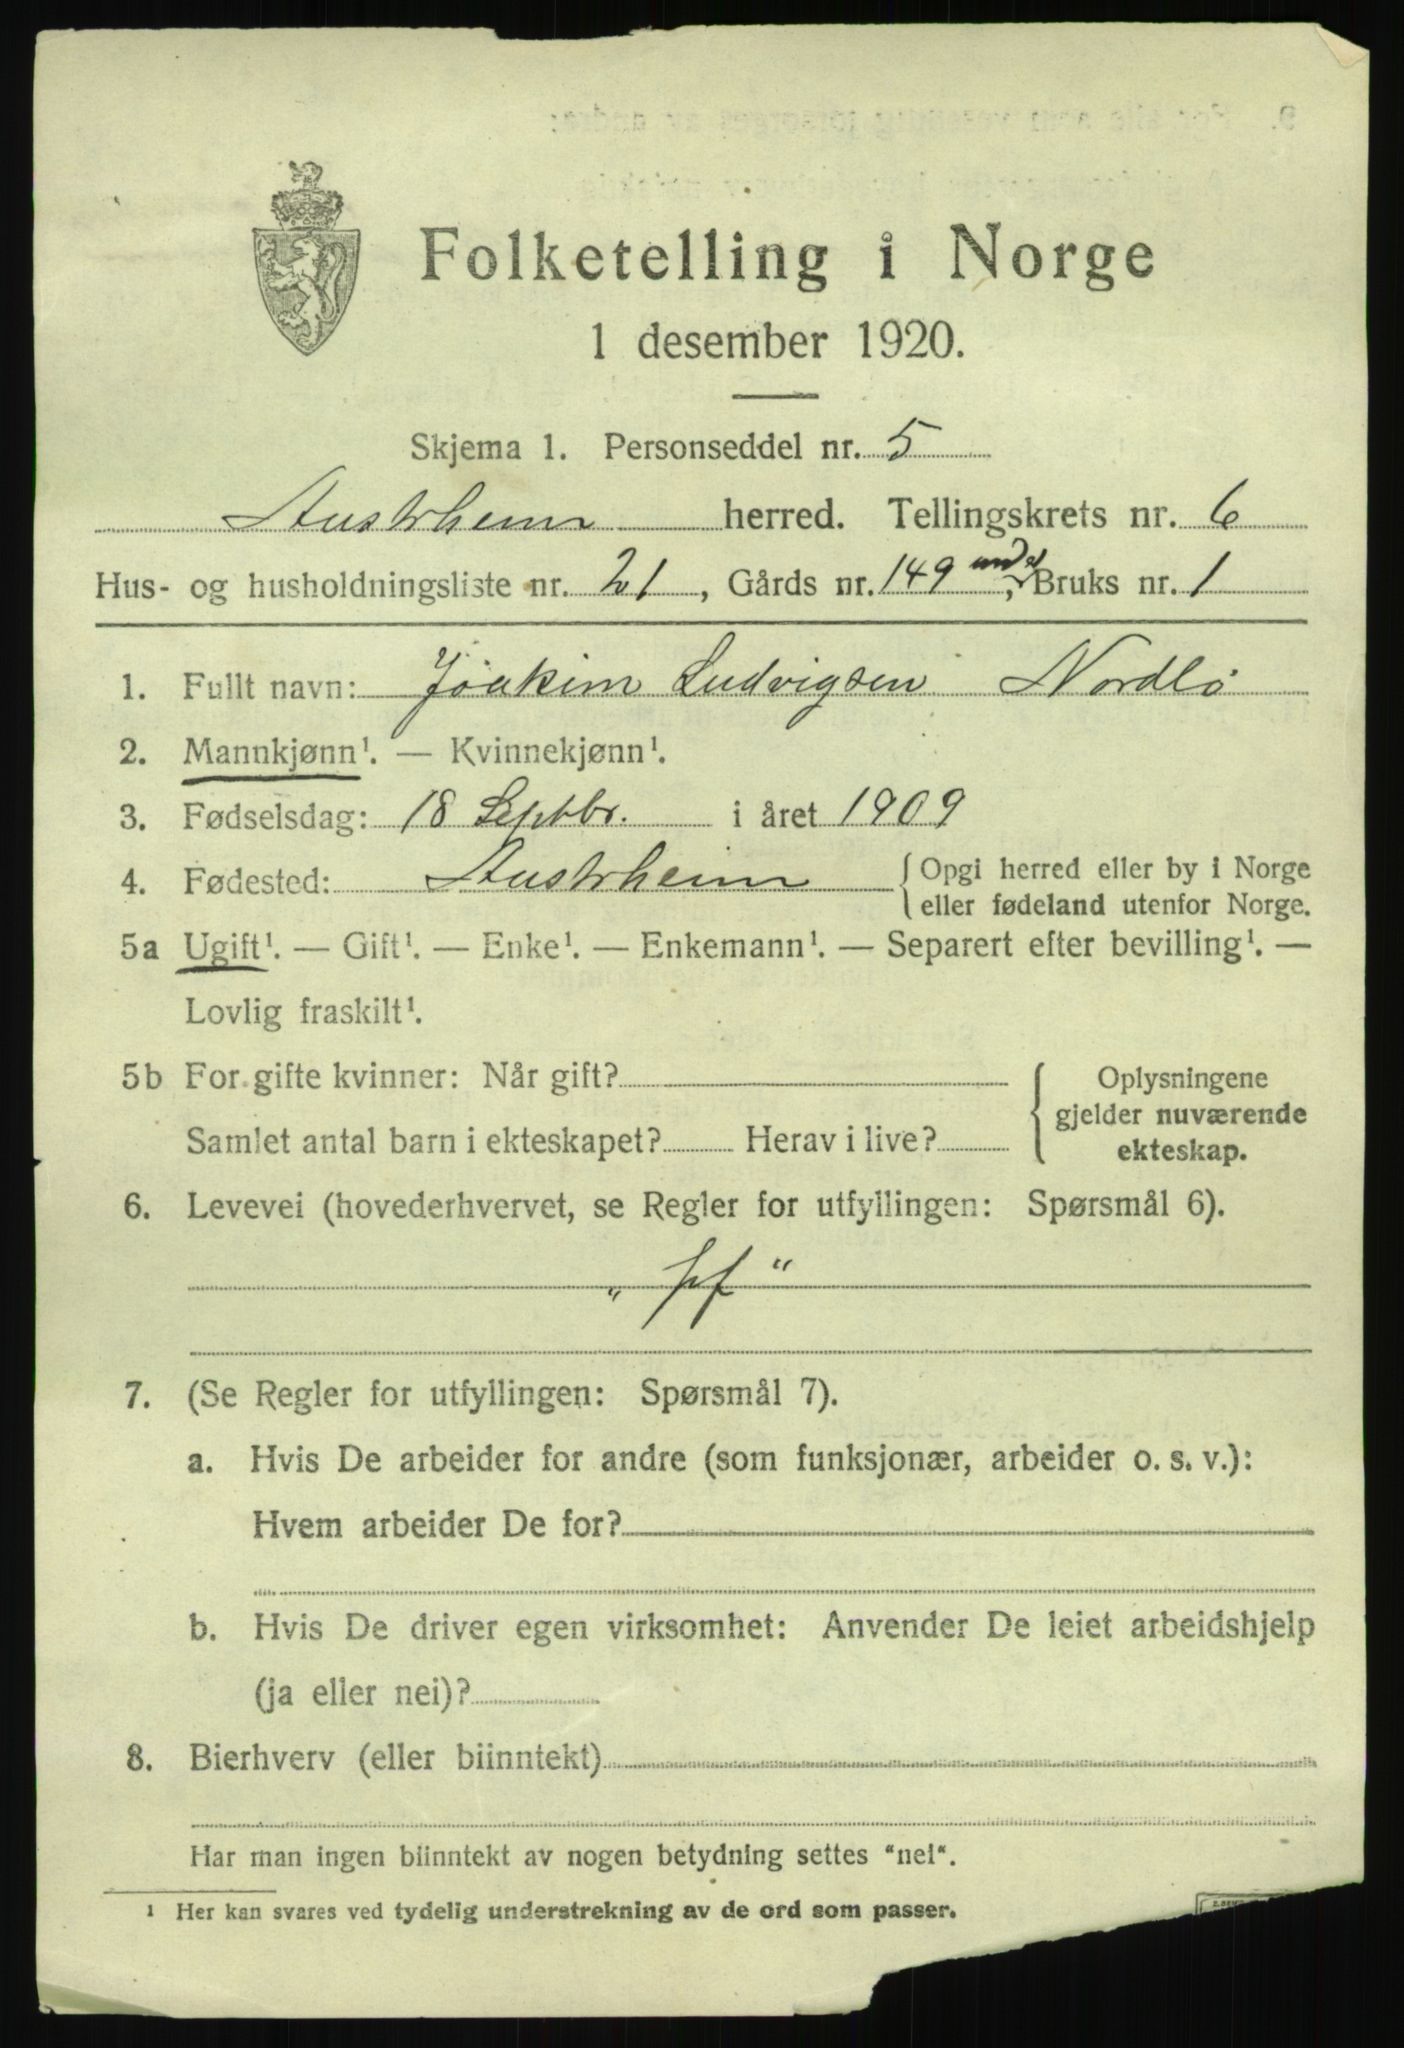 Folketelling i Norge
1 desember 1920.
Skjema 1. Personseddel nr. 5
Austrheim herred. Tellingskrets nr. 6
Hus- og husholdningsliste nr. 21, Gårds nr. 149 under, Bruks nr. 1
1. Fullt navn: Joakim Ludvigsen Nordlö
2. Mannkjønn¹. — Kvinnekjønn¹.
3. Fødselsdag: 18 Septbr. i året 1909
4. Fødested: Austrheim { Opgi herred eller by i Norge
eller fødeland utenfor Norge.
5a Ugift¹. — Gift¹. — Enke¹. — Enkemann¹. — Separert efter bevilling¹. —
Lovlig fraskilt¹.
5b For gifte kvinner: Når gift? { Oplysningene
gjelder nuværende
Samlet antal barn i ekteskapet? Herav i live?
ekteskap.
6. Levevei (hovederhvervet, se Regler for utfyllingen: Spørsmål 6).
7. (Se Regler for utfyllingen: Spørsmål 7).
a. Hvis De arbeider for andre (som funksjonær, arbeider o. s. v.):
Hvem arbeider De for?
b. Hvis De driver egen virksomhet: Anvender De leiet arbeidshjelp
(ja eller nei)?
8. Bierhverv (eller biinntekt)
Har man ingen biinntekt av nogen betydning settes "nei".
¹ Her kan svares ved tydelig understrekning av de ord som passer.